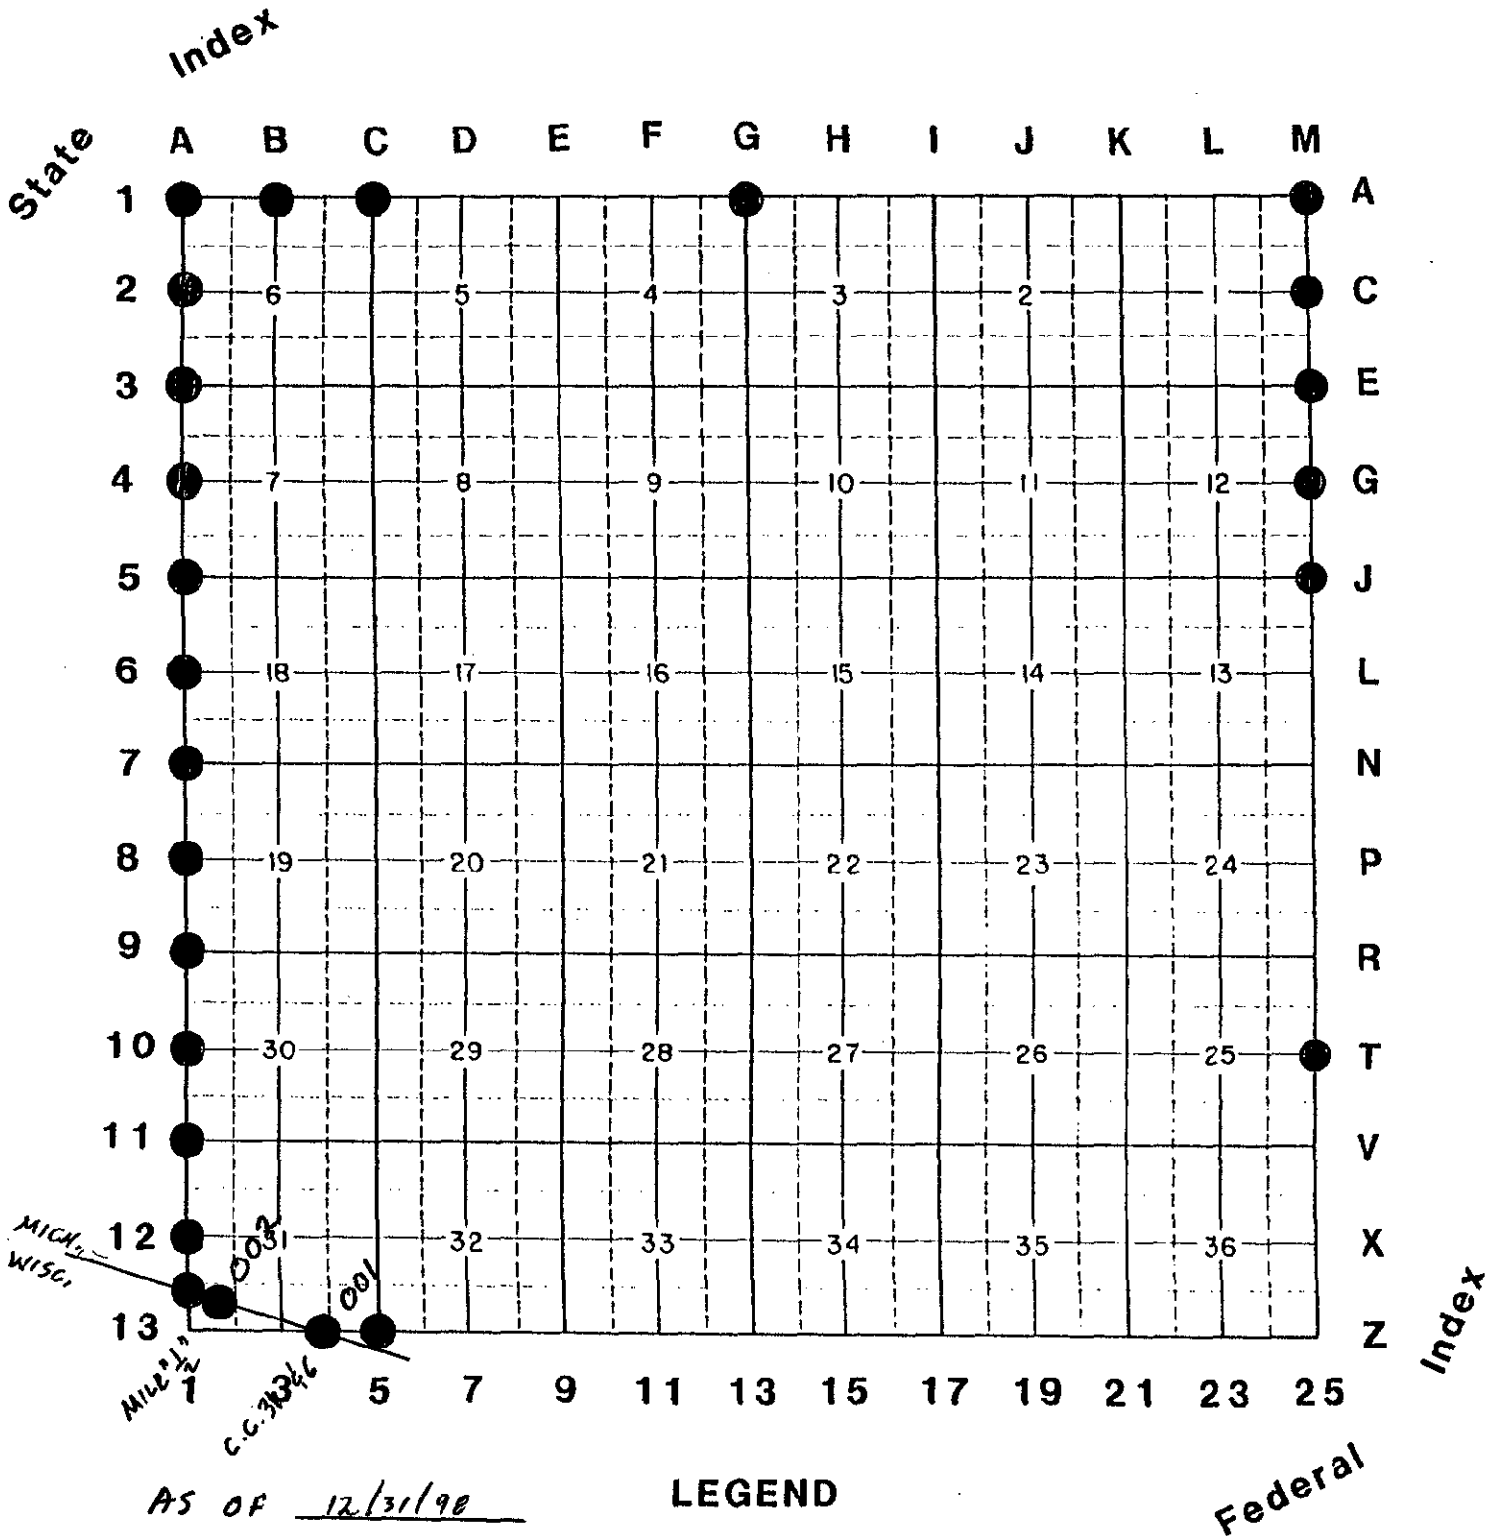 Index
State
A B C D E F G H I J K L M
1 A
2 6 5 4 3 2 1 C
3 E
4 7 8 9 10 11 12 G
5 J
6 18 17 16 15 14 13 L
7 N
8 19 20 21 22 23 24 P
9 R
10 30 29 28 27 26 25 T
11 V
12 31 32 33 34 35 36 X
MICH.
WISC.
002
001
13 Z
Index
MILE "1/2"
1 3 5 7 9 11 13 15 17 19 21 23 25
AS OF 12/31/98
LEGEND
Federal